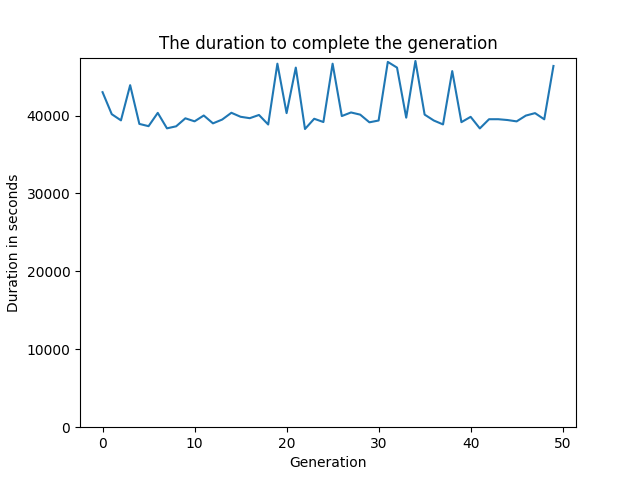 The duration to complete the generation
Duration in seconds
40000
30000
20000
10000
0
0 10 20 30 40 50
Generation